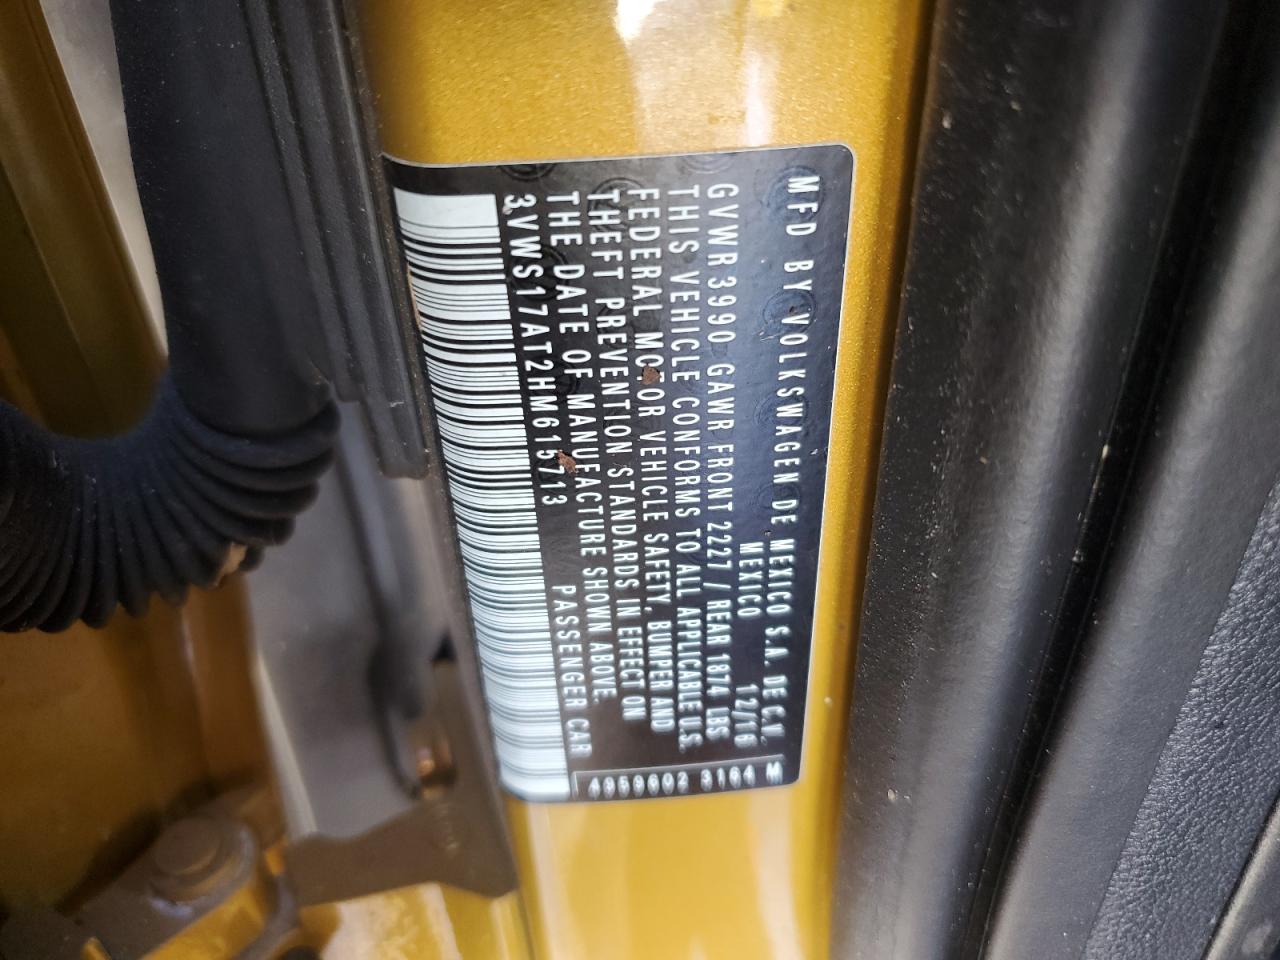 MFD BY VOLKSWAGEN DE MEXICO S.A. DE C.V.
MEXICO 12/16
GVWR 3990 GAWR FRONT 2227 / REAR 1874 LBS
THIS VEHICLE CONFORMS TO ALL APPLICABLE U.S.
FEDERAL MOTOR VEHICLE SAFETY, BUMPER AND
THEFT PREVENTION STANDARDS IN EFFECT ON
THE DATE OF MANUFACTURE SHOWN ABOVE.
3VWS17AT2HM615713 PASSENGER CAR
3164 M